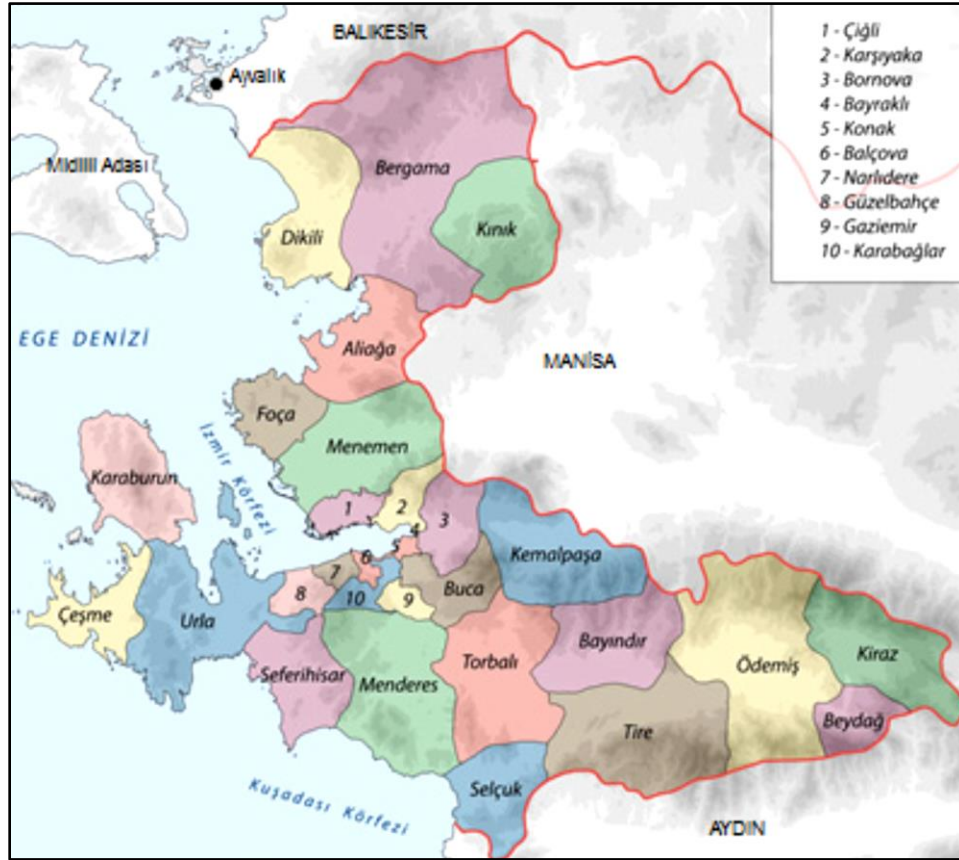 BALIKESİR
Ayvalık
Midilli Adası
Bergama
Dikili
Kınık
1 - Çiğli
2 - Karşıyaka
3 - Bornova
4 - Bayraklı
5 - Konak
6 - Balçova
7 - Narlıdere
8 - Güzelbahçe
9 - Gaziemir
10 - Karabağlar
EGE DENİZİ
Aliağa
MANİSA
Foça
Menemen
İzmir Körfezi
Karaburun
1
2
3
4
5
6
7
8
9
10
Kemalpaşa
Buca
Çeşme
Urla
Seferihisar
Menderes
Torbalı
Bayındır
Ödemiş
Kiraz
Beydağ
Tire
Selçuk
Kuşadası Körfezi
AYDIN